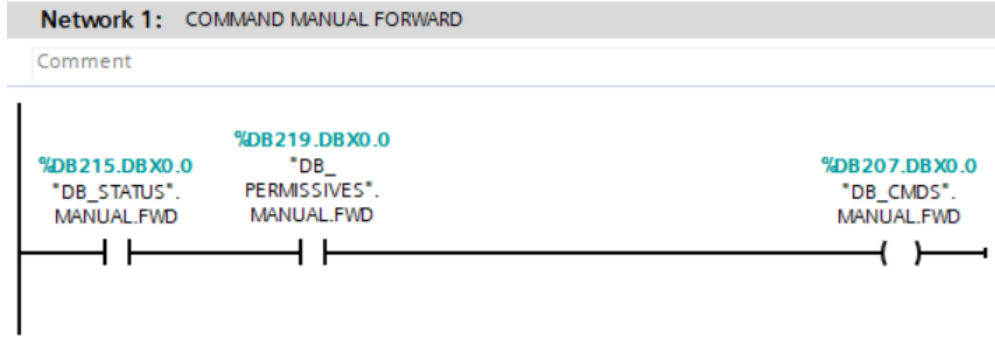 Network 1: COMMAND MANUAL FORWARD
Comment
%DB215.DBX0.0
"DB_STATUS".
MANUAL.FWD
%DB219.DBX0.0
"DB_
PERMISSIVES".
MANUAL.FWD
%DB207.DBX0.0
"DB_CMDS".
MANUAL.FWD